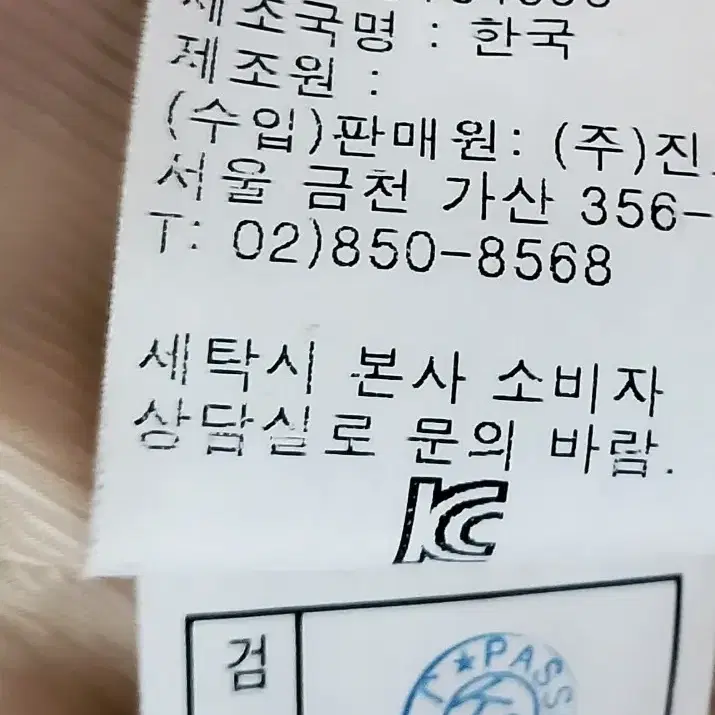 제조국명 : 한국
제조원 :
(수입)판매원: (주)진
서울 금천 가산 356-
T: 02)850-8568
세탁시 본사 소비자
상담실로 문의 바람.
KC
검
★PASS